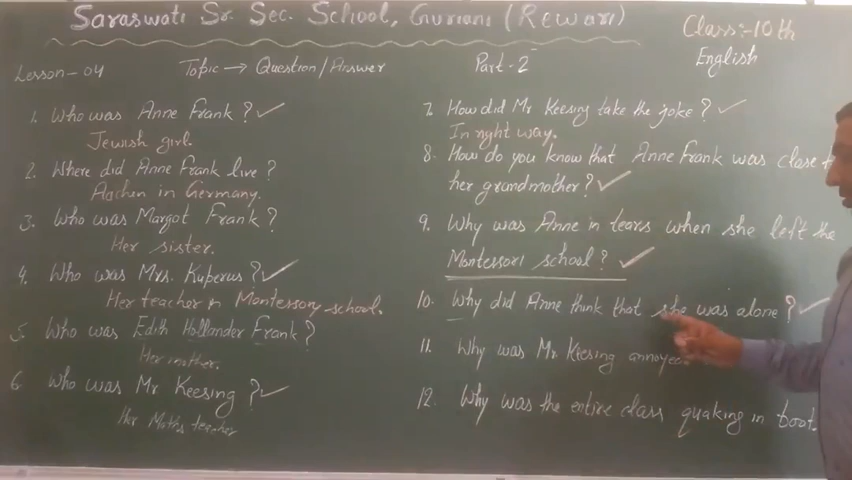 Saraswati Sr. Sec. School, Guriani (Rewari)
Class:-10th
English
Lesson-04 Topic → Question/Answer Part-2
1. Who was Anne Frank? ✓
Jewish girl.
2. Where did Anne Frank live?
Aachen in Germany.
3. Who was Margot Frank?
Her sister.
4. Who was Mrs. Kuperus? ✓
Her teacher in Montessory school.
5. Who was Edith Hollander Frank?
Her mother.
6. Who was Mr Keesing? ✓
Her Maths teacher
7. How did Mr Keesing take the joke? ✓
In right way.
8. How do you know that Anne Frank was close
her grandmother? ✓
9. Why was Anne in tears when she left the
Montessori school? ✓
10. Why did Anne think that she was alone? ✓
11. Why was Mr. Keesing annoyed
12. Why was the entire class quaking in boot.